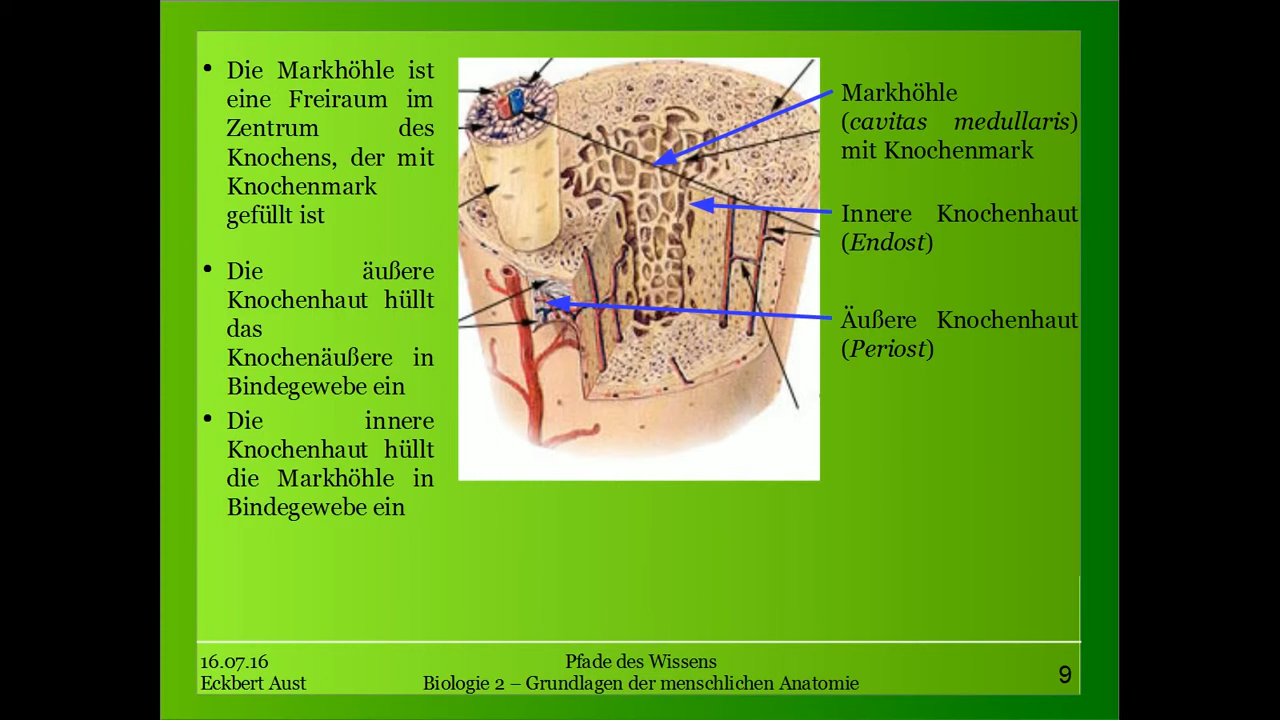 Die Markhöhle ist
eine Freiraum im
Zentrum des
Knochens, der mit
Knochenmark
gefüllt ist
Die äußere
Knochenhaut hüllt
das
Knochenäußere in
Bindegewebe ein
Die innere
Knochenhaut hüllt
die Markhöhle in
Bindegewebe ein
Markhöhle
(cavitas medullaris)
mit Knochenmark
Innere Knochenhaut
(Endost)
Äußere Knochenhaut
(Periost)
16.07.16
Eckbert Aust
Pfade des Wissens
Biologie 2 – Grundlagen der menschlichen Anatomie
9